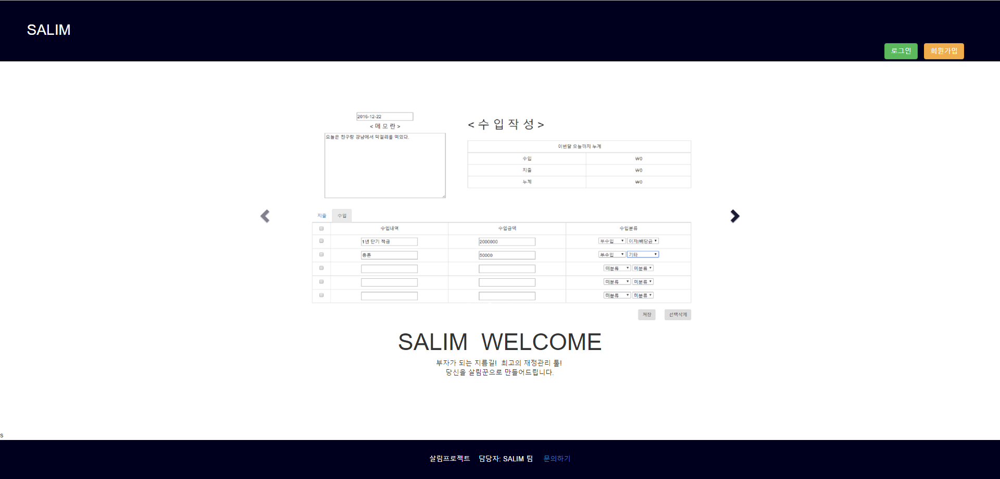 SALIM
로그인 회원가입
2016-12-22
< 메 모 란 >
오늘은 친구랑 강남에서 막걸리를 먹었다.
< 수 입 작 성 >
이번달 오늘까지 누계
수입 ₩0
지출 ₩0
누계 ₩0
지출 수입
수입내역 수입금액 수입분류
1년 단기 적금 2000000 부수입 이자/배당금
용돈 50000 부수입 기타
미분류 미분류
미분류 미분류
미분류 미분류
저장 선택삭제
SALIM WELCOME
부자가 되는 지름길! 최고의 재정관리 툴!
당신을 살림꾼으로 만들어드립니다.
s
살림프로젝트 담당자: SALIM 팀 문의하기